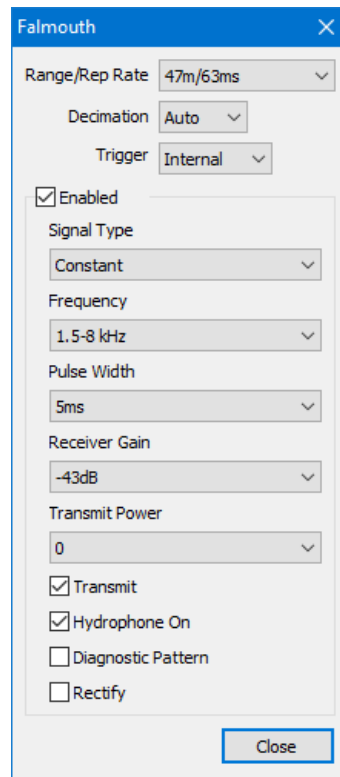 Falmouth
Range/Rep Rate 47m/63ms
Decimation Auto
Trigger Internal
Enabled
Signal Type
Constant
Frequency
1.5-8 kHz
Pulse Width
5ms
Receiver Gain
-43dB
Transmit Power
0
Transmit
Hydrophone On
Diagnostic Pattern
Rectify
Close